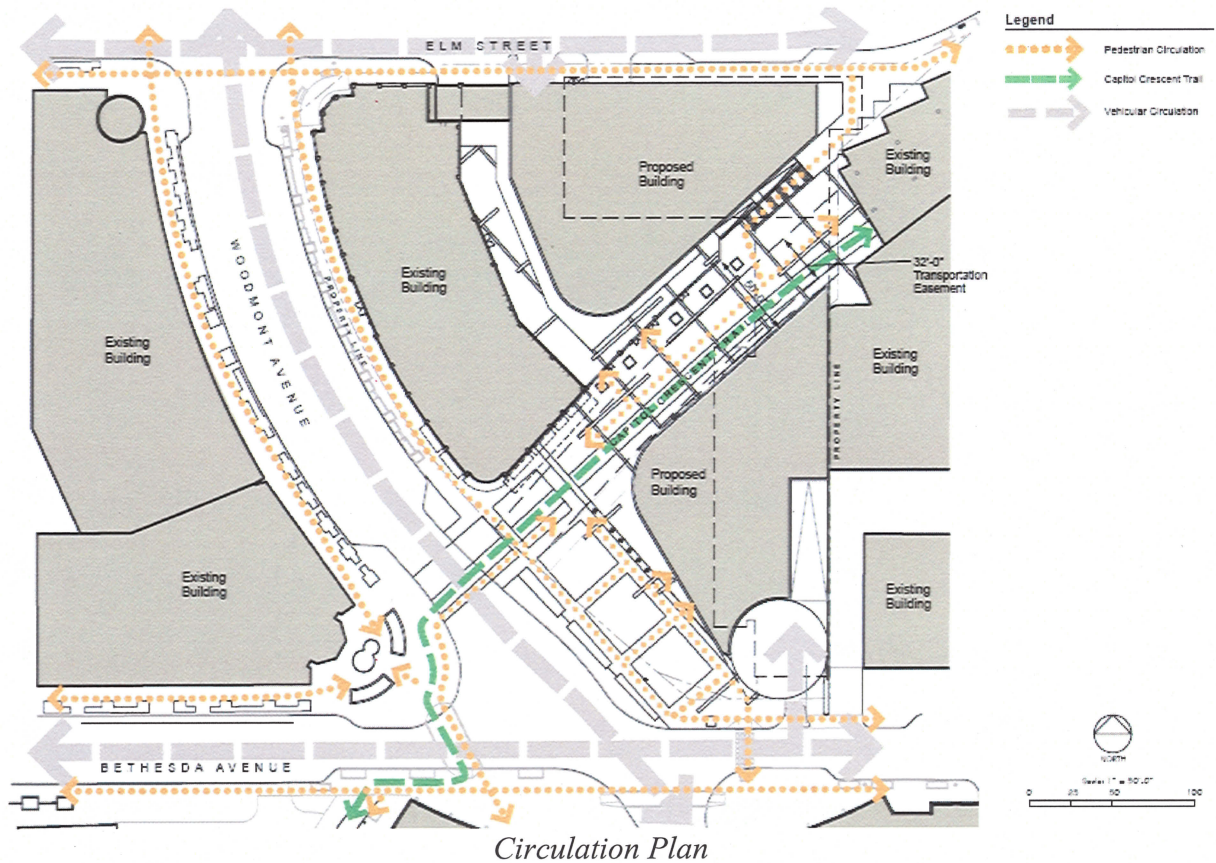 Legend
Pedestrian Circulation
Capitol Crescent Trail
Vehicular Circulation
ELM STREET
Proposed
Building
Existing
Building
Existing
Building
32'-0"
Transportation
Easement
WOODMONT AVENUE
PROPERTY LINE
Existing
Building
CAPITOL CRESCENT TRAIL
PROPERTY LINE
Existing
Building
Proposed
Building
Existing
Building
Existing
Building
BETHESDA AVENUE
NORTH
0 25 50 100
Circulation Plan